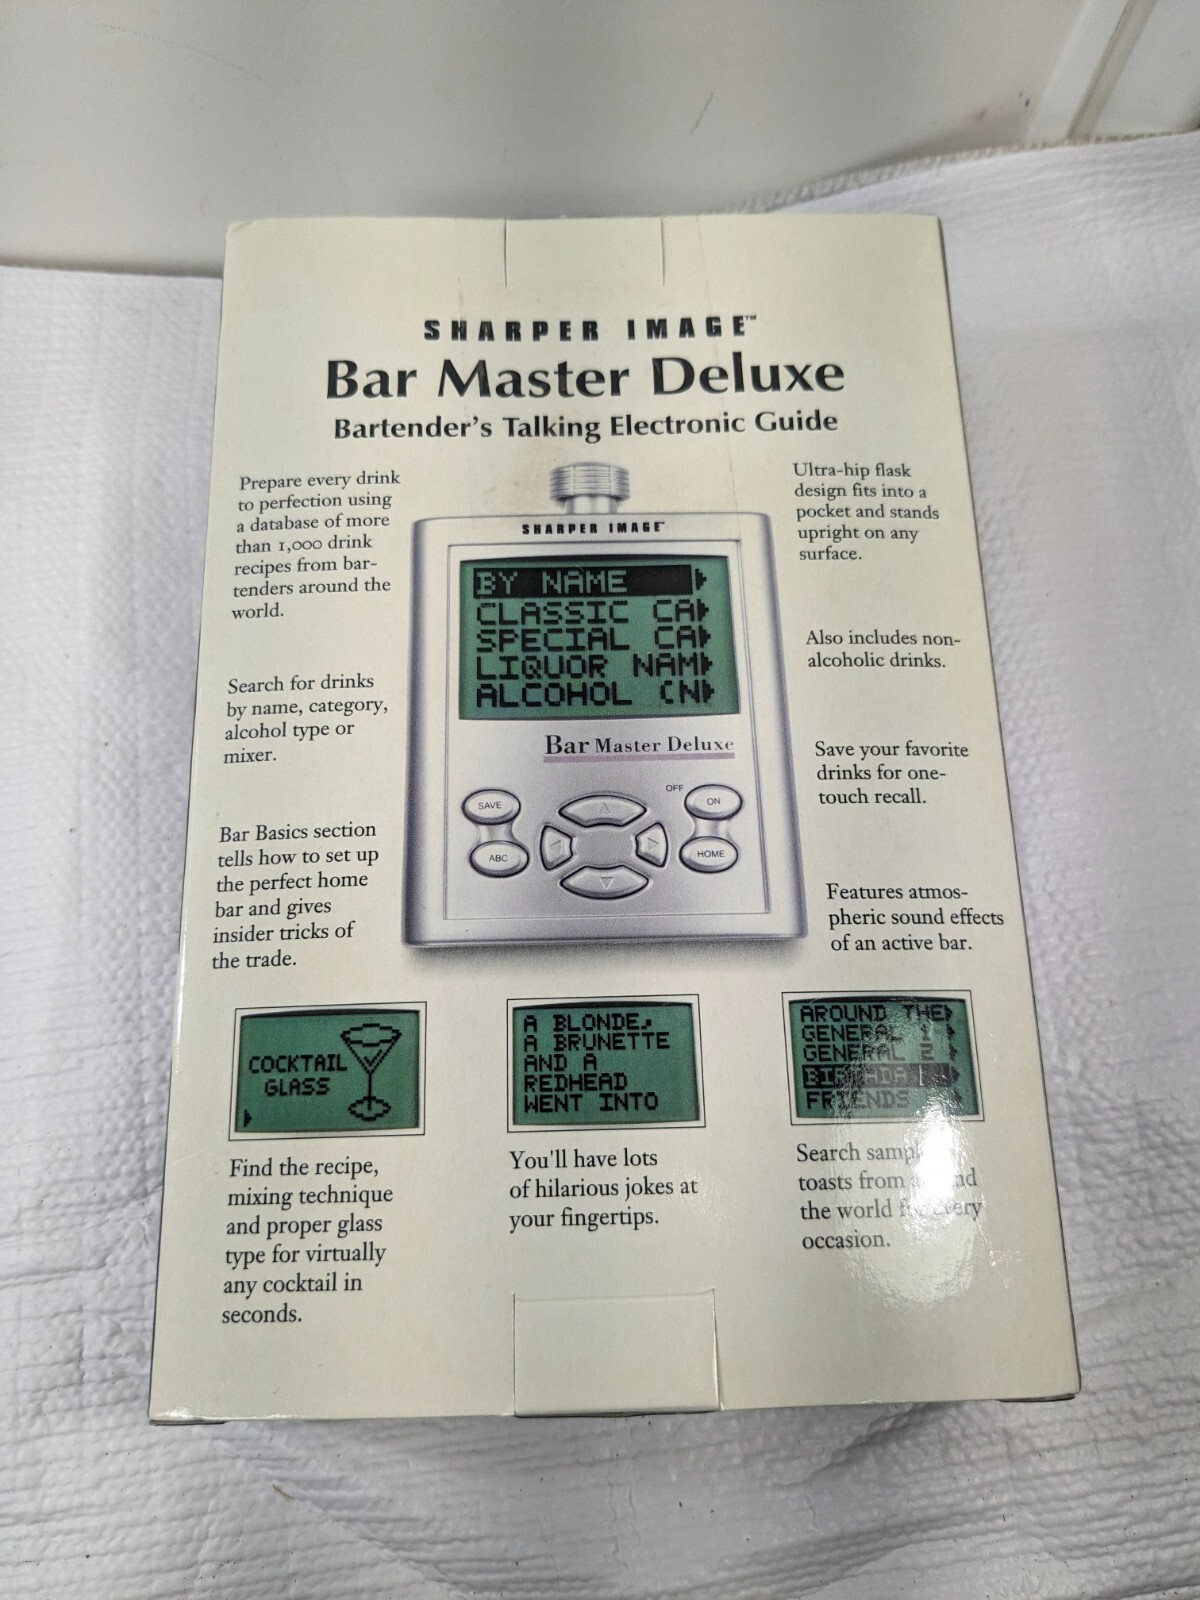 SHARPER IMAGE™
Bar Master Deluxe
Bartender's Talking Electronic Guide
Prepare every drink
to perfection using
a database of more
than 1,000 drink
recipes from bar-
tenders around the
world.
Search for drinks
by name, category,
alcohol type or
mixer.
Bar Basics section
tells how to set up
the perfect home
bar and gives
insider tricks of
the trade.
SHARPER IMAGE™
BY NAME
CLASSIC CA
SPECIAL CA
LIQUOR NAM
ALCOHOL (N
Bar Master Deluxe
SAVE
ABC
OFF
ON
HOME
Ultra-hip flask
design fits into a
pocket and stands
upright on any
surface.
Also includes non-
alcoholic drinks.
Save your favorite
drinks for one-
touch recall.
Features atmos-
pheric sound effects
of an active bar.
COCKTAIL
GLASS
Find the recipe,
mixing technique
and proper glass
type for virtually
any cocktail in
seconds.
A BLONDE,
A BRUNETTE
AND A
REDHEAD
WENT INTO
You'll have lots
of hilarious jokes at
your fingertips.
AROUND THE
GENERAL 1
GENERAL 2
FRIENDS
Search
toasts from
the world
occasion.